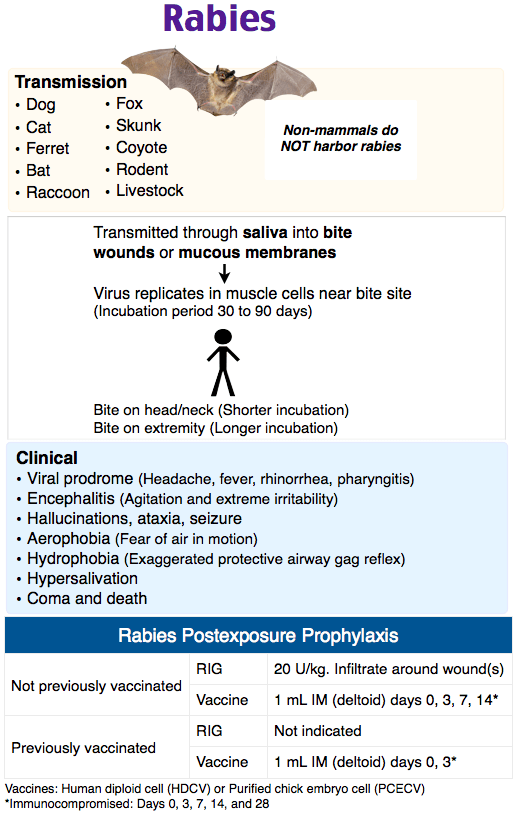 Rabies
Transmission
• Dog
• Cat
• Ferret
• Bat
• Raccoon
• Fox
• Skunk
• Coyote
• Rodent
• Livestock
Non-mammals do
NOT harbor rabies
Transmitted through saliva into bite
wounds or mucous membranes
Virus replicates in muscle cells near bite site
(Incubation period 30 to 90 days)
Bite on head/neck (Shorter incubation)
Bite on extremity (Longer incubation)
Clinical
• Viral prodrome (Headache, fever, rhinorrhea, pharyngitis)
• Encephalitis (Agitation and extreme irritability)
• Hallucinations, ataxia, seizure
• Aerophobia (Fear of air in motion)
• Hydrophobia (Exaggerated protective airway gag reflex)
• Hypersalivation
• Coma and death
Rabies Postexposure Prophylaxis
Not previously vaccinated
RIG
20 U/kg. Infiltrate around wound(s)
Vaccine
1 mL IM (deltoid) days 0, 3, 7, 14*
Previously vaccinated
RIG
Not indicated
Vaccine
1 mL IM (deltoid) days 0, 3*
Vaccines: Human diploid cell (HDCV) or Purified chick embryo cell (PCECV)
*Immunocompromised: Days 0, 3, 7, 14, and 28